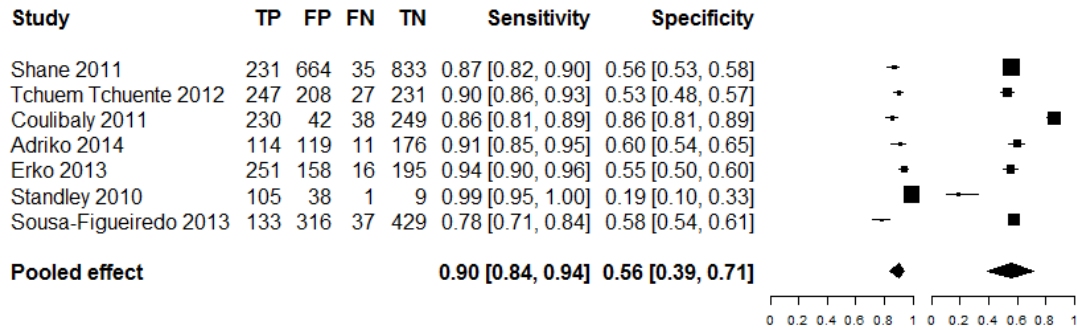 Study TP FP FN TN Sensitivity Specificity
Shane 2011 231 664 35 833 0.87 [0.82, 0.90] 0.56 [0.53, 0.58]
Tchuem Tchuente 2012 247 208 27 231 0.90 [0.86, 0.93] 0.53 [0.48, 0.57]
Coulibaly 2011 230 42 38 249 0.86 [0.81, 0.89] 0.86 [0.81, 0.89]
Adriko 2014 114 119 11 176 0.91 [0.85, 0.95] 0.60 [0.54, 0.65]
Erko 2013 251 158 16 195 0.94 [0.90, 0.96] 0.55 [0.50, 0.60]
Standley 2010 105 38 1 9 0.99 [0.95, 1.00] 0.19 [0.10, 0.33]
Sousa-Figueiredo 2013 133 316 37 429 0.78 [0.71, 0.84] 0.58 [0.54, 0.61]
Pooled effect 0.90 [0.84, 0.94] 0.56 [0.39, 0.71]
0 0.2 0.4 0.6 0.8 1 0 0.2 0.4 0.6 0.8 1